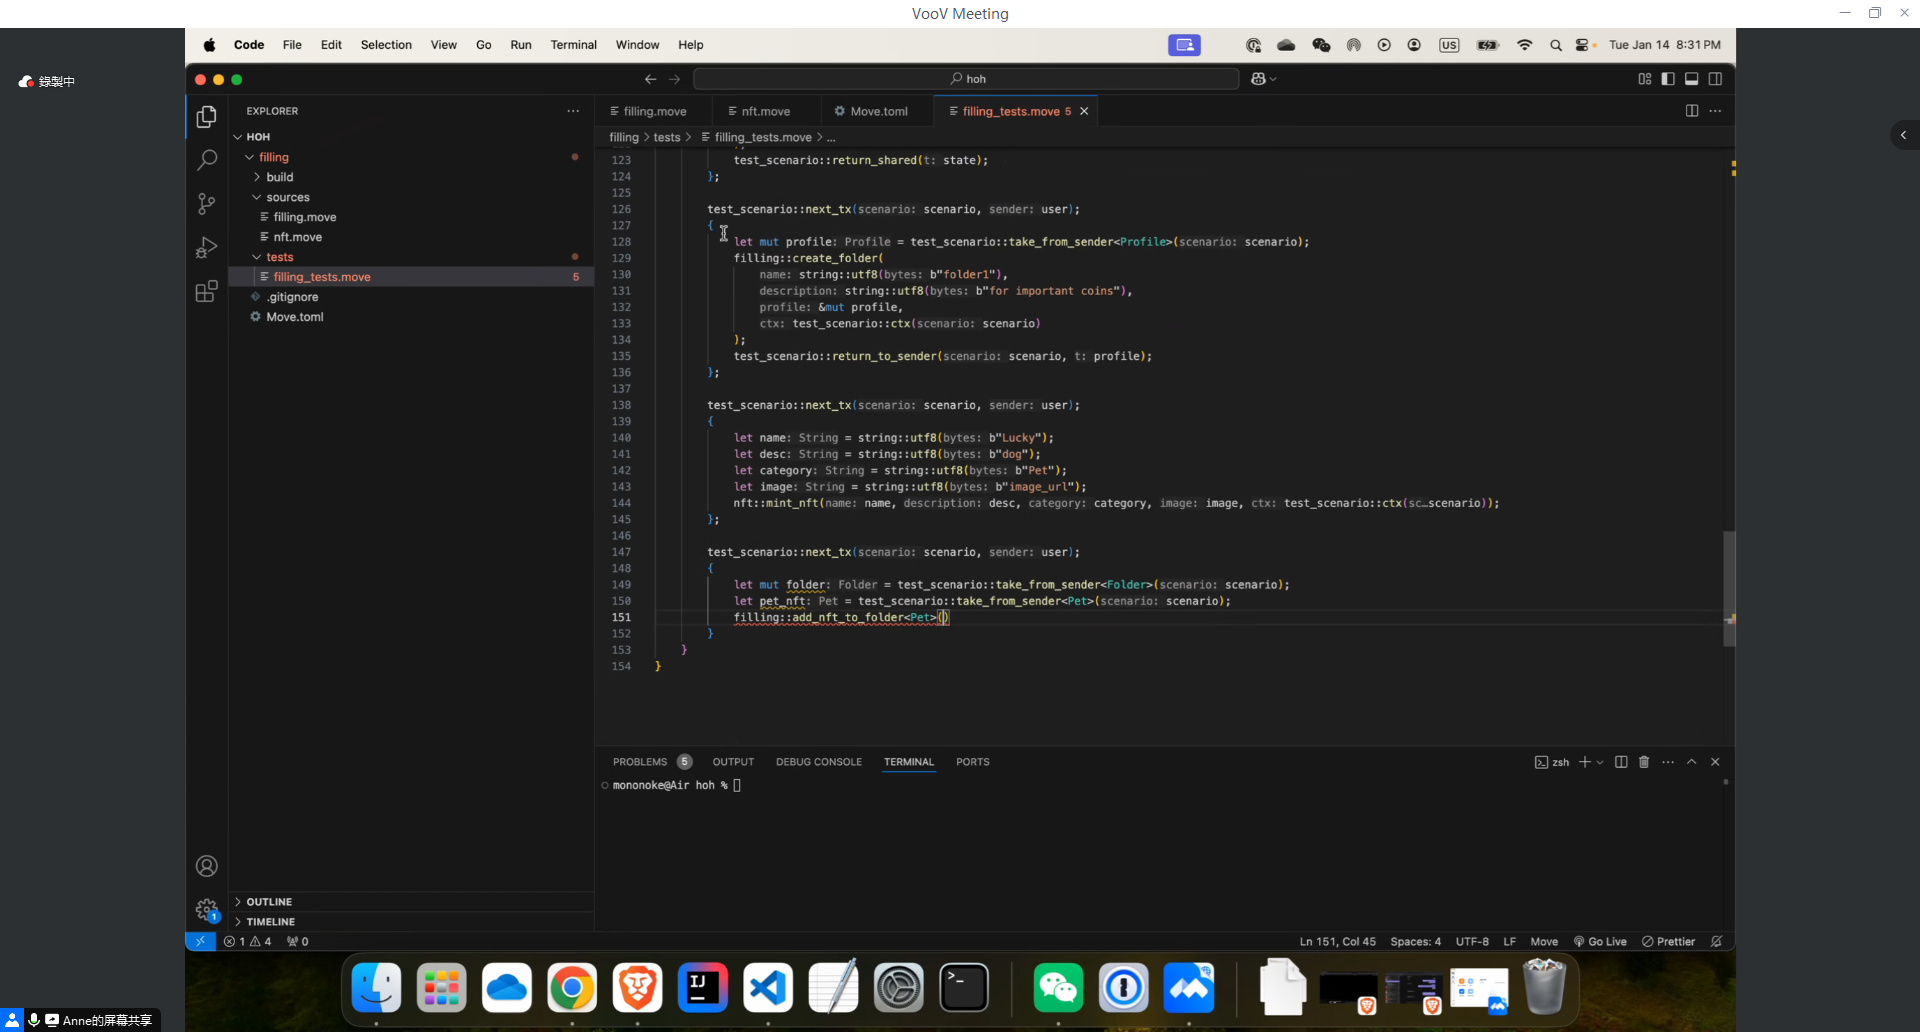 VooV Meeting
Code File Edit Selection View Go Run Terminal Window Help
US
Tue Jan 14 8:31 PM
錄製中
hoh
EXPLORER
HOH
filling
build
sources
filling.move
nft.move
tests
filling_tests.move 5
.gitignore
Move.toml
OUTLINE
TIMELINE
filling.move nft.move Move.toml filling_tests.move 5
filling > tests > filling_tests.move > ...
123 test_scenario::return_shared(t: state);
124 };
125
126 test_scenario::next_tx(scenario: scenario, sender: user);
127 {
128 let mut profile: Profile = test_scenario::take_from_sender<Profile>(scenario: scenario);
129 filling::create_folder(
130 name: string::utf8(bytes: b"folder1"),
131 description: string::utf8(bytes: b"for important coins"),
132 profile: &mut profile,
133 ctx: test_scenario::ctx(scenario: scenario)
134 );
135 test_scenario::return_to_sender(scenario: scenario, t: profile);
136 };
137
138 test_scenario::next_tx(scenario: scenario, sender: user);
139 {
140 let name: String = string::utf8(bytes: b"Lucky");
141 let desc: String = string::utf8(bytes: b"dog");
142 let category: String = string::utf8(bytes: b"Pet");
143 let image: String = string::utf8(bytes: b"image_url");
144 nft::mint_nft(name: name, description: desc, category: category, image: image, ctx: test_scenario::ctx(sc…scenario));
145 };
146
147 test_scenario::next_tx(scenario: scenario, sender: user);
148 {
149 let mut folder: Folder = test_scenario::take_from_sender<Folder>(scenario: scenario);
150 let pet_nft: Pet = test_scenario::take_from_sender<Pet>(scenario: scenario);
151 filling::add_nft_to_folder<Pet>()
152 }
153 }
154 }
PROBLEMS 5 OUTPUT DEBUG CONSOLE TERMINAL PORTS
zsh
mononoke@Air hoh %
1
1 4 0
Ln 151, Col 45 Spaces: 4 UTF-8 LF Move Go Live Prettier
IJ
Anne的屏幕共享